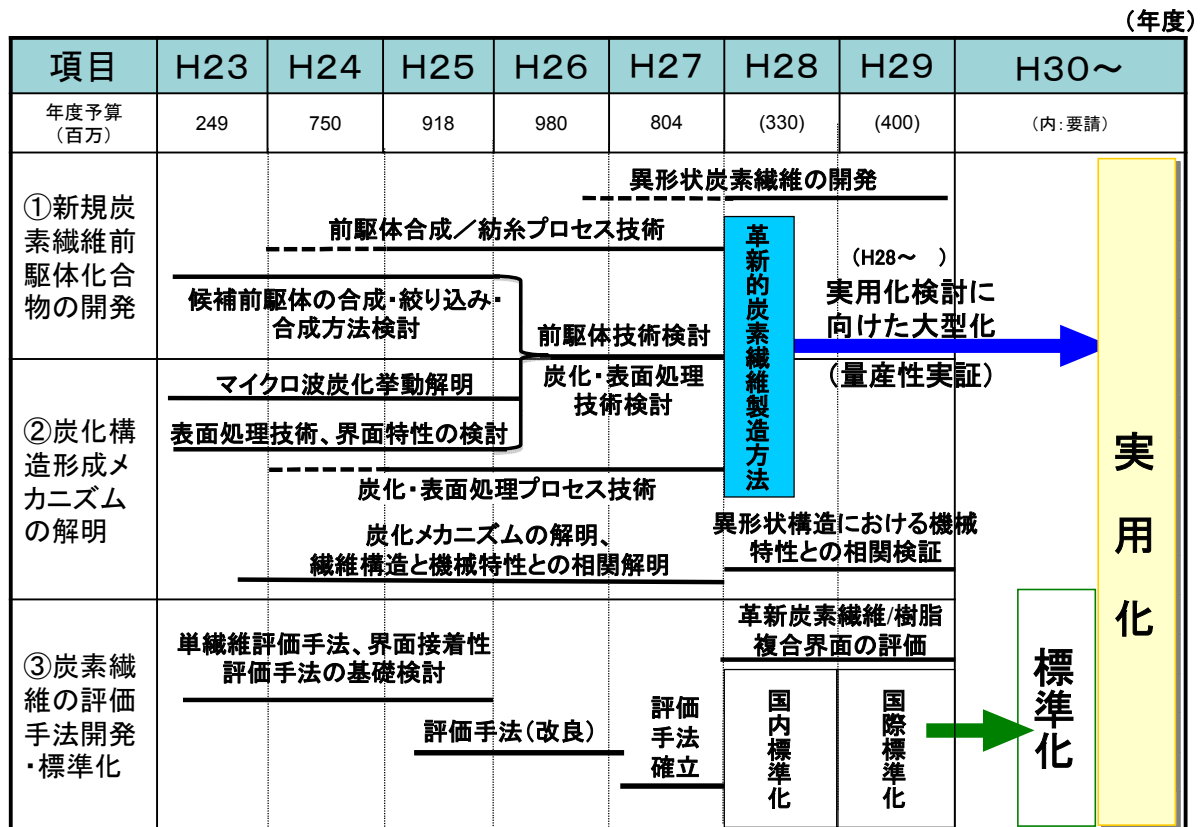 (年度)
項目 H23 H24 H25 H26 H27 H28 H29 H30～
年度予算
(百万)
249 750 918 980 804 (330) (400) (内:要請)
①新規炭
素繊維前
駆体化合
物の開発
異形状炭素繊維の開発
前駆体合成／紡糸プロセス技術
候補前駆体の合成・絞り込み・
合成方法検討
前駆体技術検討
炭化・表面処理
技術検討
革新的炭素繊維製造方法
(H28～ )
実用化検討に
向けた大型化
(量産性実証)
②炭化構
造形成メ
カニズム
の解明
マイクロ波炭化挙動解明
表面処理技術、界面特性の検討
炭化・表面処理プロセス技術
炭化メカニズムの解明、
繊維構造と機械特性との相関解明
異形状構造における機械
特性との相関検証
③炭素繊
維の評価
手法開発
・標準化
単繊維評価手法、界面接着性
評価手法の基礎検討
評価手法(改良)
評価
手法
確立
革新炭素繊維/樹脂
複合界面の評価
国内標準化
国際標準化
標準化
実用化